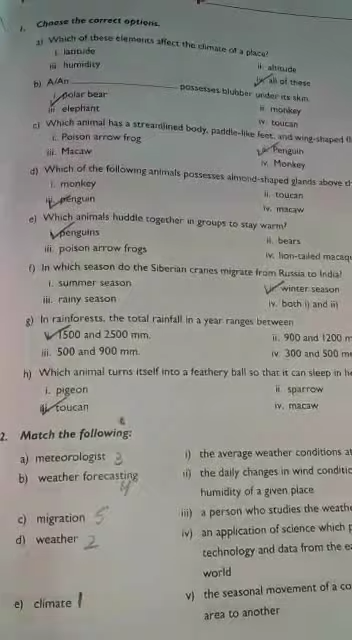 1. Choose the correct options.
a) Which of these elements affect the climate of a place?
i. latitude ii. altitude
iii. humidity iv. all of these
b) A/An ____ possesses blubber under its skin.
i. polar bear ii. monkey
iii. elephant iv. toucan
c) Which animal has a streamlined body, paddle-like feet, and wing-shaped
i. Poison arrow frog ii. Penguin
iii. Macaw iv. Monkey
d) Which of the following animals possesses almond-shaped glands above
i. monkey ii. toucan
iii. penguin iv. macaw
e) Which animals huddle together in groups to stay warm?
i. penguins ii. bears
iii. poison arrow frogs iv. lion-tailed macaqu
f) In which season do the Siberian cranes migrate from Russia to India?
i. summer season ii. winter season
iii. rainy season iv. both i) and ii)
g) In rainforests, the total rainfall in a year ranges between
i. 1500 and 2500 mm. ii. 900 and 1200 m
iii. 500 and 900 mm. iv. 300 and 500 m
h) Which animal turns itself into a feathery ball so that it can sleep in
i. pigeon ii. sparrow
iii. toucan iv. macaw
2. Match the following:
a) meteorologist 3 i) the average weather conditions
b) weather forecasting 4 ii) the daily changes in wind conditic
humidity of a given place
c) migration 5 iii) a person who studies the weath
d) weather 2 iv) an application of science which
technology and data from the
world
e) climate 1 v) the seasonal movement of a co
area to another